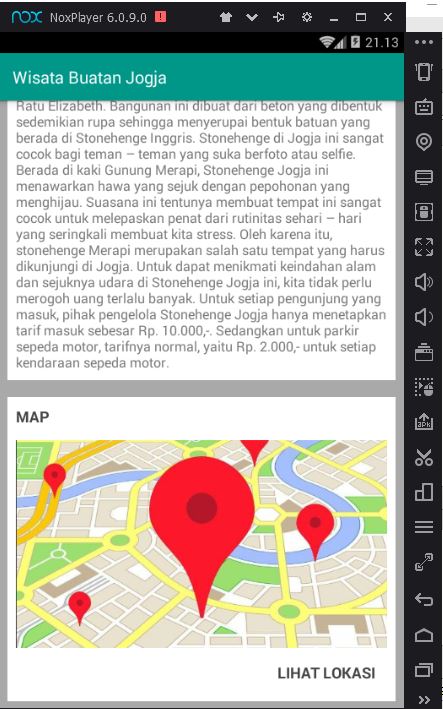 nox NoxPlayer 6.0.9.0
21.13
Wisata Buatan Jogja
Ratu Elizabeth. Bangunan ini dibuat dari beton yang dibentuk
sedemikian rupa sehingga menyerupai bentuk batuan yang
berada di Stonehenge Inggris. Stonehenge di Jogja ini sangat
cocok bagi teman – teman yang suka berfoto atau selfie.
Berada di kaki Gunung Merapi, Stonehenge Jogja ini
menawarkan hawa yang sejuk dengan pepohonan yang
menghijau. Suasana ini tentunya membuat tempat ini sangat
cocok untuk melepaskan penat dari rutinitas sehari – hari
yang seringkali membuat kita stress. Oleh karena itu,
stonehenge Merapi merupakan salah satu tempat yang harus
dikunjungi di Jogja. Untuk dapat menikmati keindahan alam
dan sejuknya udara di Stonehenge Jogja ini, kita tidak perlu
merogoh uang terlalu banyak. Untuk setiap pengunjung yang
masuk, pihak pengelola Stonehenge Jogja hanya menetapkan
tarif masuk sebesar Rp. 10.000,-. Sedangkan untuk parkir
sepeda motor, tarifnya normal, yaitu Rp. 2.000,- untuk setiap
kendaraan sepeda motor.
MAP
LIHAT LOKASI